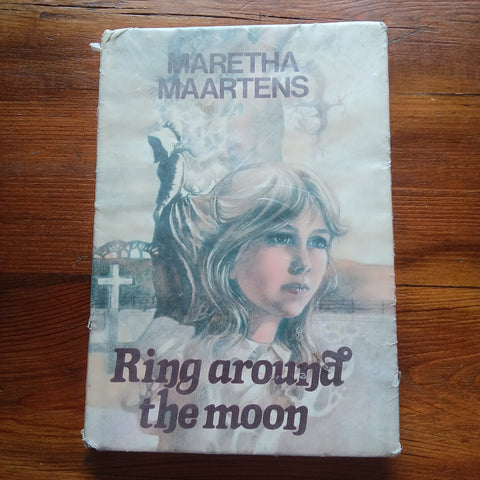 MARETHA
MAARTENS
Ring around
the moon